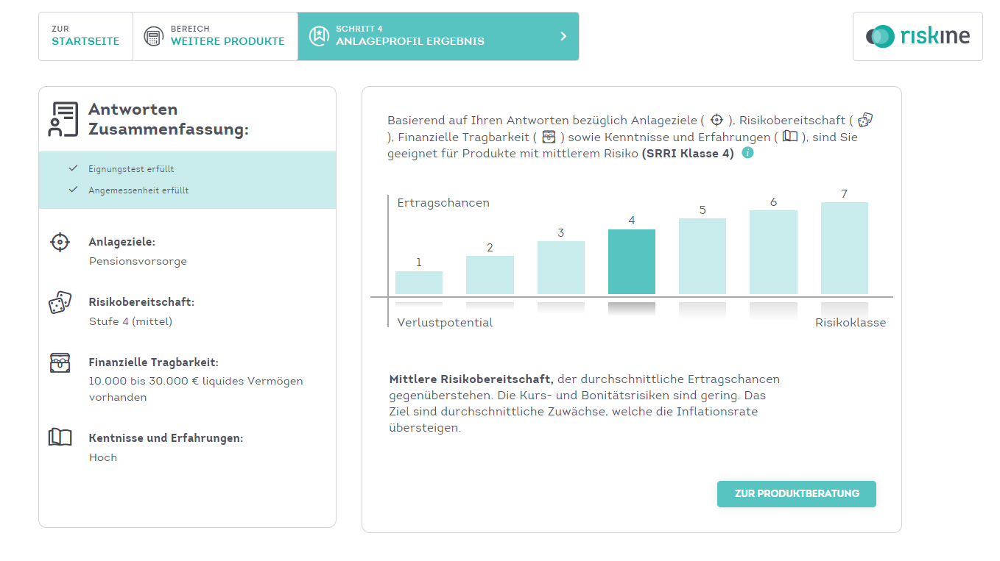 ZUR
STARTSEITE
BEREICH
WEITERE PRODUKTE
SCHRITT 4
ANLAGEPROFIL ERGEBNIS
riskine
Antworten
Zusammenfassung:
Eignungstest erfüllt
Angemessenheit erfüllt
Anlageziele:
Pensionsvorsorge
Risikobereitschaft:
Stufe 4 (mittel)
Finanzielle Tragbarkeit:
10.000 bis 30.000 € liquides Vermögen
vorhanden
Kentnisse und Erfahrungen:
Hoch
Basierend auf Ihren Antworten bezüglich Anlageziele ( ), Risikobereitschaft (
), Finanzielle Tragbarkeit ( ) sowie Kenntnisse und Erfahrungen ( ), sind Sie
geeignet für Produkte mit mittlerem Risiko (SRRI Klasse 4) i
Ertragschancen
1
2
3
4
5
6
7
Verlustpotential
Risikoklasse
Mittlere Risikobereitschaft, der durchschnittliche Ertragschancen
gegenüberstehen. Die Kurs- und Bonitätsrisiken sind gering. Das
Ziel sind durchschnittliche Zuwächse, welche die Inflationsrate
übersteigen.
ZUR PRODUKTBERATUNG